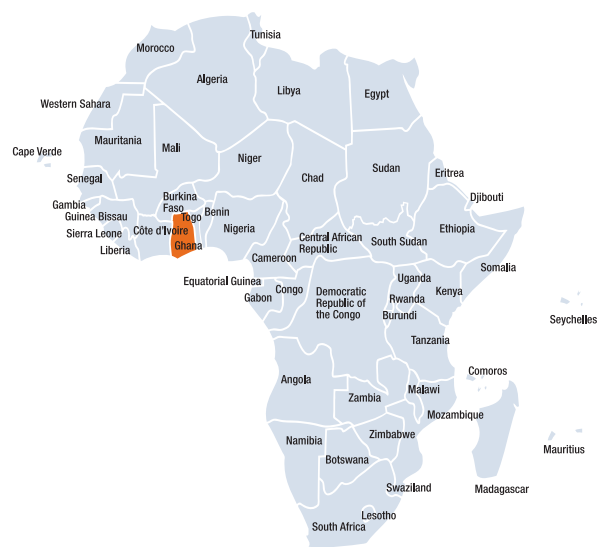 Tunisia
Morocco
Algeria
Libya
Egypt
Western Sahara
Mauritania
Mali
Cape Verde
Niger
Chad
Sudan
Eritrea
Senegal
Djibouti
Gambia
Burkina
Faso
Benin
Togo
Guinea Bissau
Sierra Leone
Côte d'Ivoire
Nigeria
Ethiopia
Liberia
Ghana
Central African
Republic
South Sudan
Cameroon
Somalia
Equatorial Guinea
Uganda
Gabon
Congo
Democratic
Republic of
the Congo
Rwanda
Kenya
Burundi
Seychelles
Tanzania
Comoros
Angola
Malawi
Zambia
Mozambique
Namibia
Zimbabwe
Mauritius
Botswana
Swaziland
Madagascar
Lesotho
South Africa